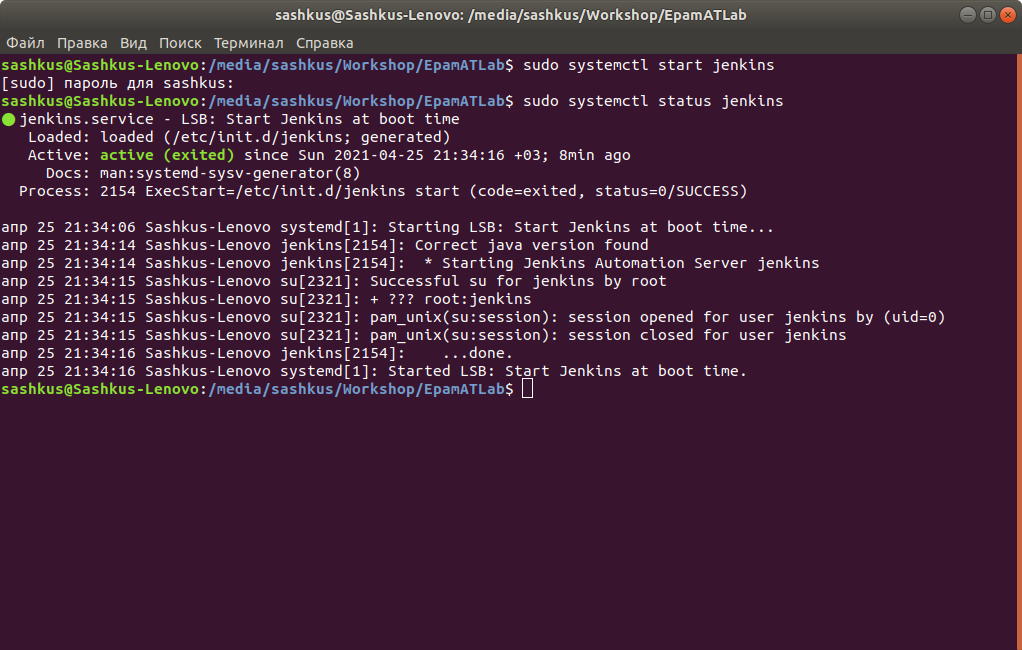 sashkus@Sashkus-Lenovo: /media/sashkus/Workshop/EpamATLab
Файл Правка Вид Поиск Терминал Справка
sashkus@Sashkus-Lenovo:/media/sashkus/Workshop/EpamATLab$ sudo systemctl start jenkins
[sudo] пароль для sashkus:
sashkus@Sashkus-Lenovo:/media/sashkus/Workshop/EpamATLab$ sudo systemctl status jenkins
● jenkins.service - LSB: Start Jenkins at boot time
   Loaded: loaded (/etc/init.d/jenkins; generated)
   Active: active (exited) since Sun 2021-04-25 21:34:16 +03; 8min ago
     Docs: man:systemd-sysv-generator(8)
  Process: 2154 ExecStart=/etc/init.d/jenkins start (code=exited, status=0/SUCCESS)

апр 25 21:34:06 Sashkus-Lenovo systemd[1]: Starting LSB: Start Jenkins at boot time...
апр 25 21:34:14 Sashkus-Lenovo jenkins[2154]: Correct java version found
апр 25 21:34:14 Sashkus-Lenovo jenkins[2154]:  * Starting Jenkins Automation Server jenkins
апр 25 21:34:15 Sashkus-Lenovo su[2321]: Successful su for jenkins by root
апр 25 21:34:15 Sashkus-Lenovo su[2321]: + ??? root:jenkins
апр 25 21:34:15 Sashkus-Lenovo su[2321]: pam_unix(su:session): session opened for user jenkins by (uid=0)
апр 25 21:34:15 Sashkus-Lenovo su[2321]: pam_unix(su:session): session closed for user jenkins
апр 25 21:34:16 Sashkus-Lenovo jenkins[2154]:    ...done.
апр 25 21:34:16 Sashkus-Lenovo systemd[1]: Started LSB: Start Jenkins at boot time.
sashkus@Sashkus-Lenovo:/media/sashkus/Workshop/EpamATLab$